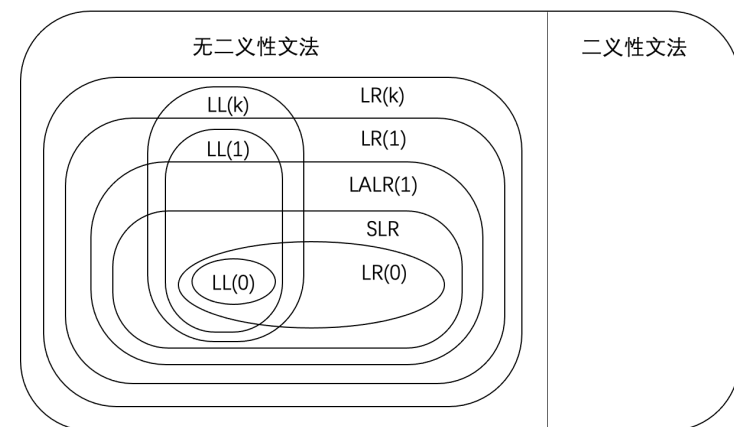 无二义性文法
二义性文法
LR(k)
LL(k)
LR(1)
LL(1)
LALR(1)
SLR
LR(0)
LL(0)